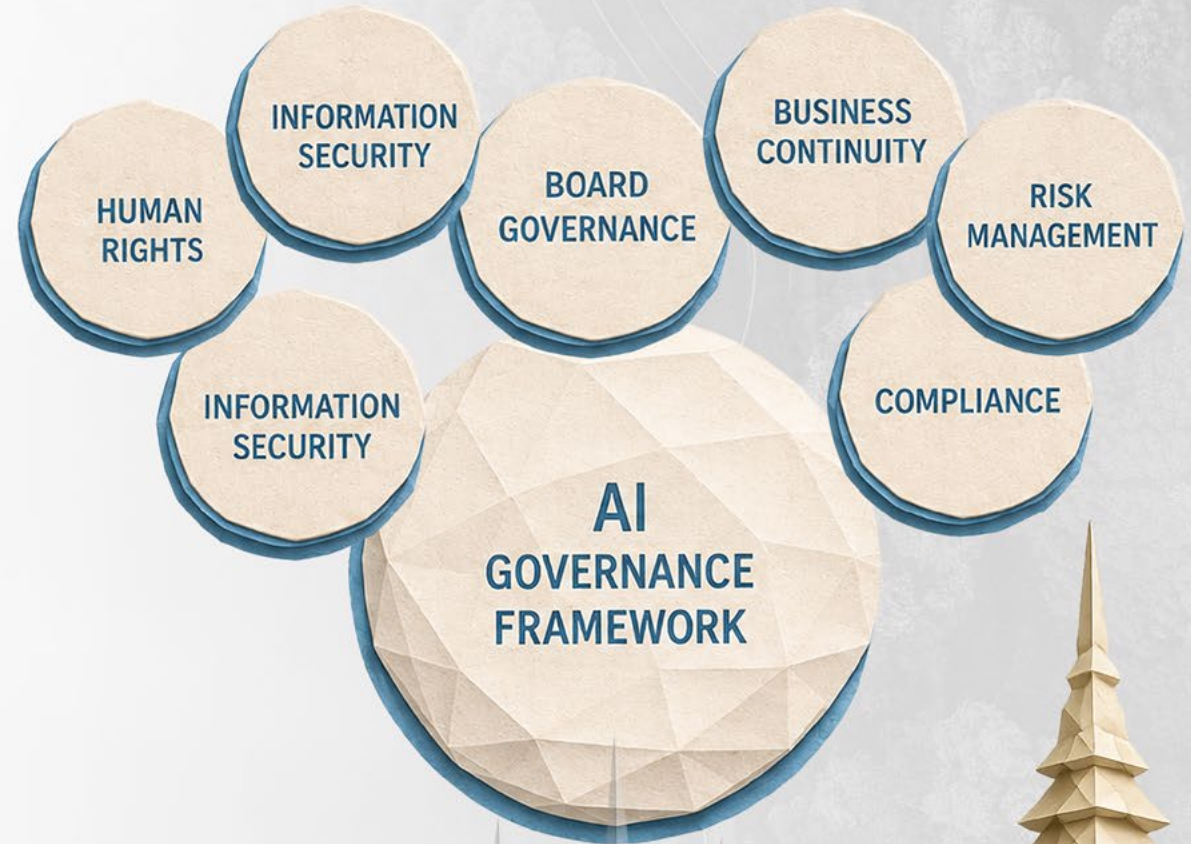 INFORMATION
SECURITY
BUSINESS
CONTINUITY
HUMAN
RIGHTS
BOARD
GOVERNANCE
RISK
MANAGEMENT
INFORMATION
SECURITY
COMPLIANCE
AI
GOVERNANCE
FRAMEWORK